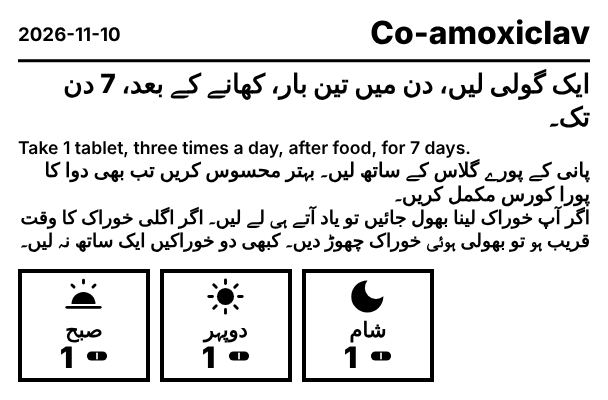 2026-11-10
Co-amoxiclav
ایک گولی لیں، دن میں تین بار، کھانے کے بعد، 7 دن
تک۔
Take 1 tablet, three times a day, after food, for 7 days.
پانی کے پورے گلاس کے ساتھ لیں۔ بہتر محسوس کریں تب بھی دوا کا
پورا کورس مکمل کریں۔
اگر آپ خوراک لینا بھول جائیں تو یاد آتے ہی لے لیں۔ اگر اگلی خوراک کا وقت
قریب ہو تو بھولی ہوئی خوراک چھوڑ دیں۔ کبھی دو خوراکیں ایک ساتھ نہ لیں۔
صبح
1
دوپہر
1
شام
1